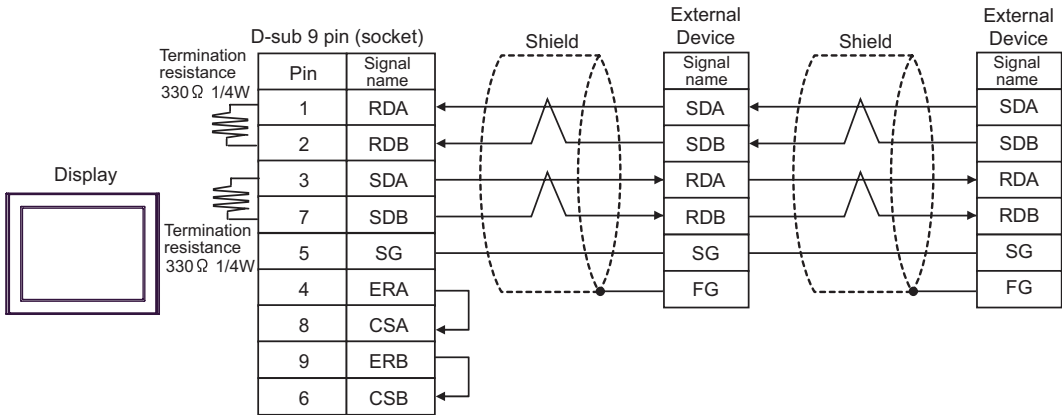 D-sub 9 pin (socket)
Shield
External
Device
Shield
External
Device
Termination
resistance
330Ω 1/4W
Pin
Signal
name
Signal
name
Signal
name
1 RDA SDA SDA
2 RDB SDB SDB
Display
3 SDA RDA RDA
7 SDB RDB RDB
Termination
resistance
330Ω 1/4W
5 SG SG SG
4 ERA FG FG
8 CSA
9 ERB
6 CSB